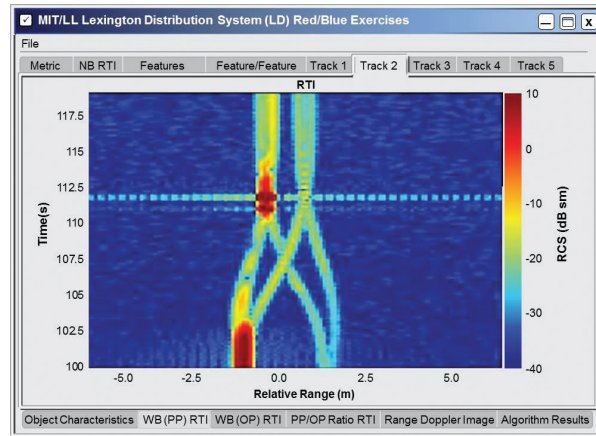 MIT/LL Lexington Distribution System (LD) Red/Blue Exercises
File
Metric NB RTI Features Feature/Feature Track 1 Track 2 Track 3 Track 4 Track 5
RTI
117.5
115
112.5
110
107.5
105
102.5
100
Time(s)
-5.0 -2.5 0.0 2.5 5.0
Relative Range (m)
10
0
-10
-20
-30
-40
RCS (dB sm)
Object Characteristics WB (PP) RTI WB (OP) RTI PP/OP Ratio RTI Range Doppler Image Algorithm Results